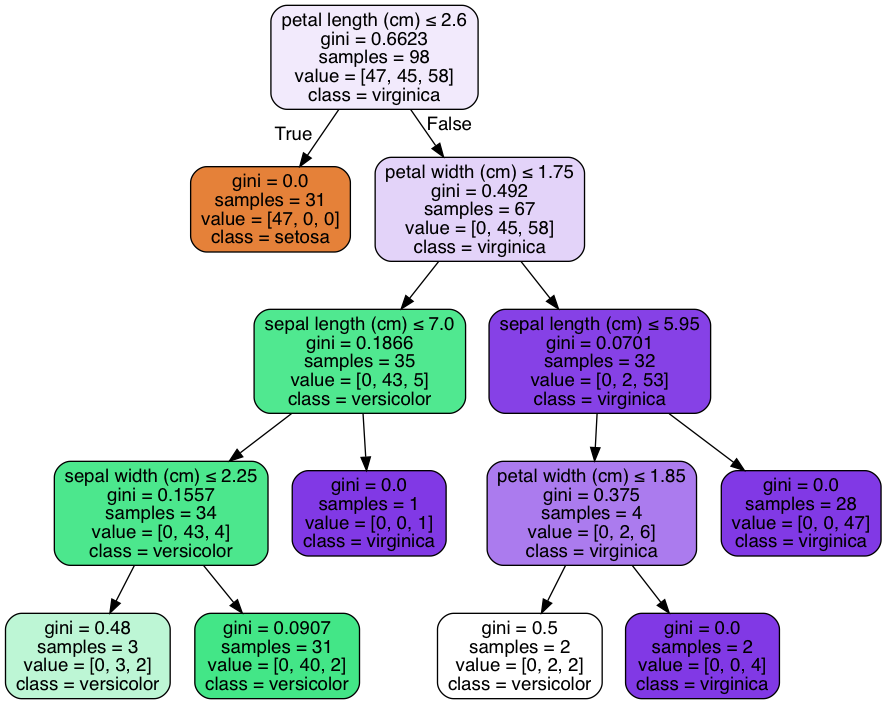 petal length (cm) ≤ 2.6
gini = 0.6623
samples = 98
value = [47, 45, 58]
class = virginica
True
False
gini = 0.0
samples = 31
value = [47, 0, 0]
class = setosa
petal width (cm) ≤ 1.75
gini = 0.492
samples = 67
value = [0, 45, 58]
class = virginica
sepal length (cm) ≤ 7.0
gini = 0.1866
samples = 35
value = [0, 43, 5]
class = versicolor
sepal length (cm) ≤ 5.95
gini = 0.0701
samples = 32
value = [0, 2, 53]
class = virginica
sepal width (cm) ≤ 2.25
gini = 0.1557
samples = 34
value = [0, 43, 4]
class = versicolor
gini = 0.0
samples = 1
value = [0, 0, 1]
class = virginica
petal width (cm) ≤ 1.85
gini = 0.375
samples = 4
value = [0, 2, 6]
class = virginica
gini = 0.0
samples = 28
value = [0, 0, 47]
class = virginica
gini = 0.48
samples = 3
value = [0, 3, 2]
class = versicolor
gini = 0.0907
samples = 31
value = [0, 40, 2]
class = versicolor
gini = 0.5
samples = 2
value = [0, 2, 2]
class = versicolor
gini = 0.0
samples = 2
value = [0, 0, 4]
class = virginica